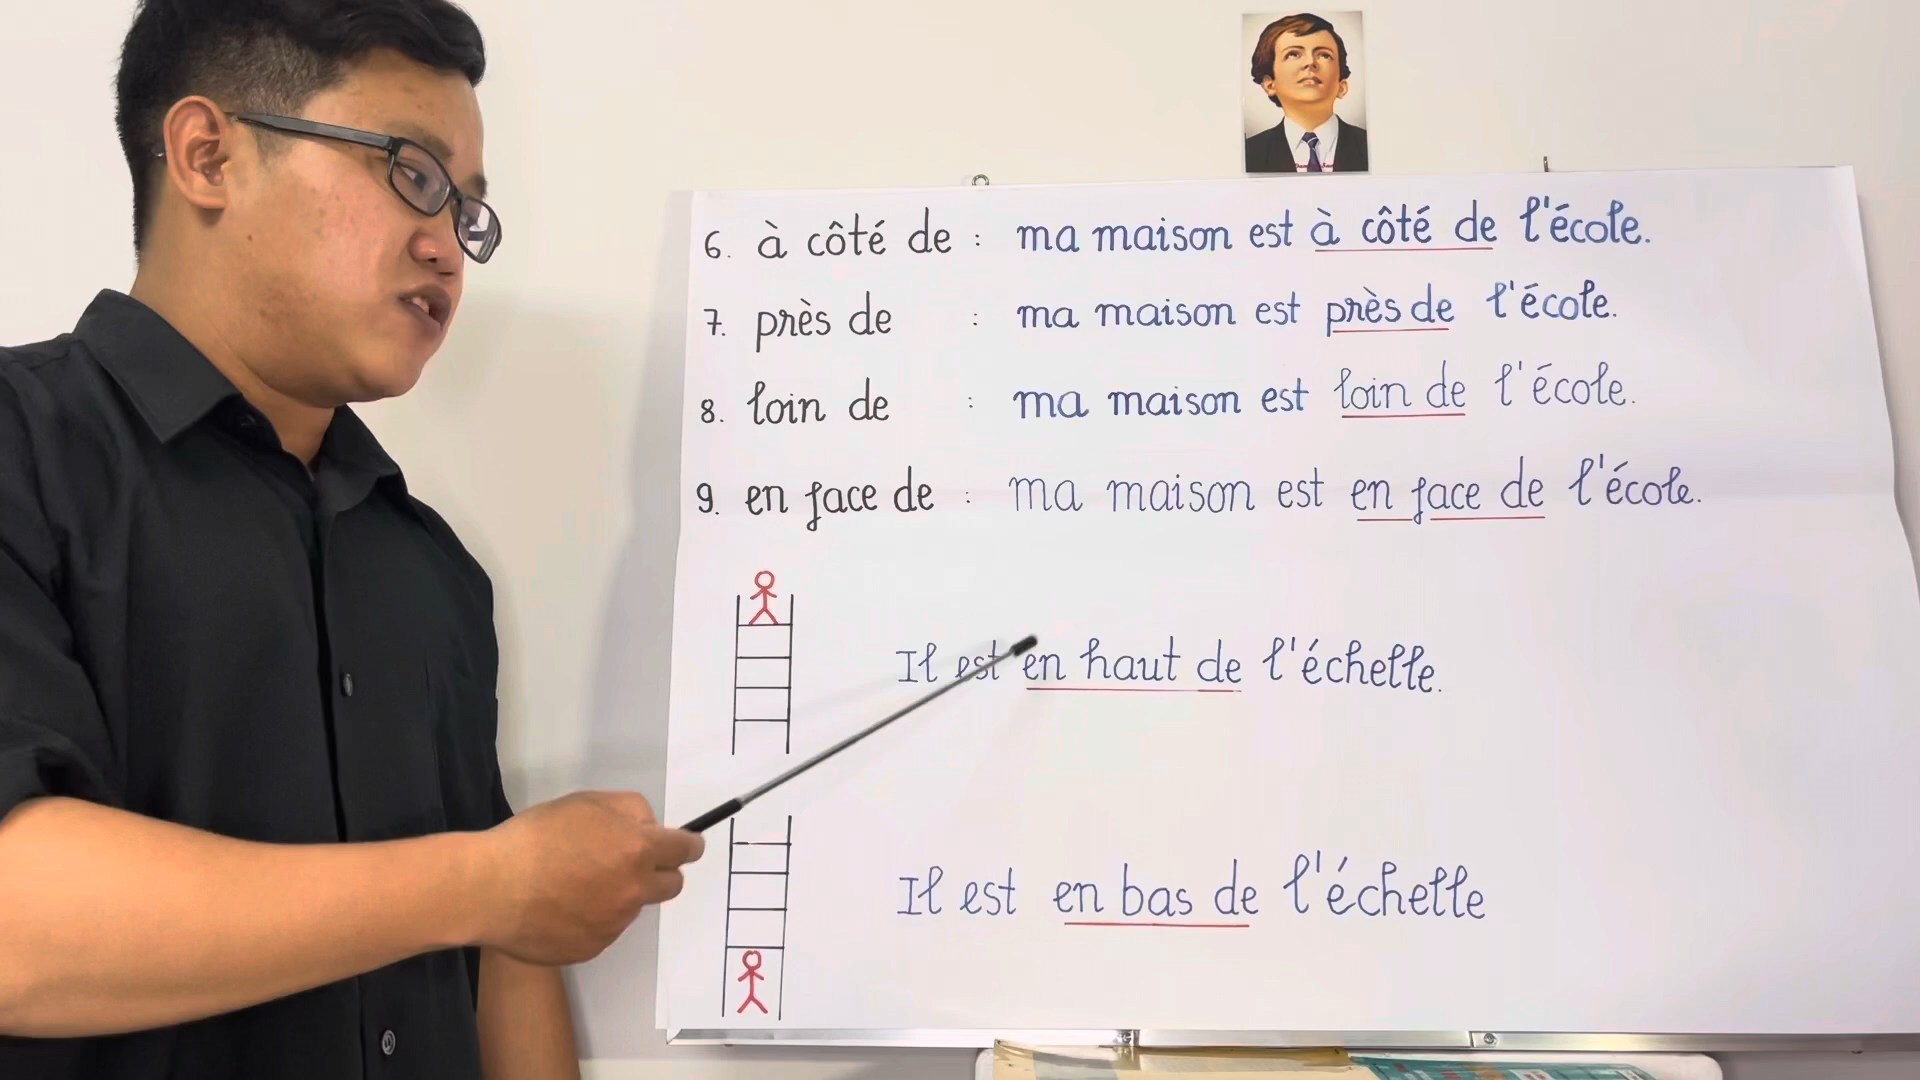 6. à côté de : ma maison est à côté de l'école.
7. près de : ma maison est près de l'école.
8. loin de : ma maison est loin de l'école.
9. en face de : ma maison est en face de l'école.
Il est en haut de l'échelle.
Il est en bas de l'échelle